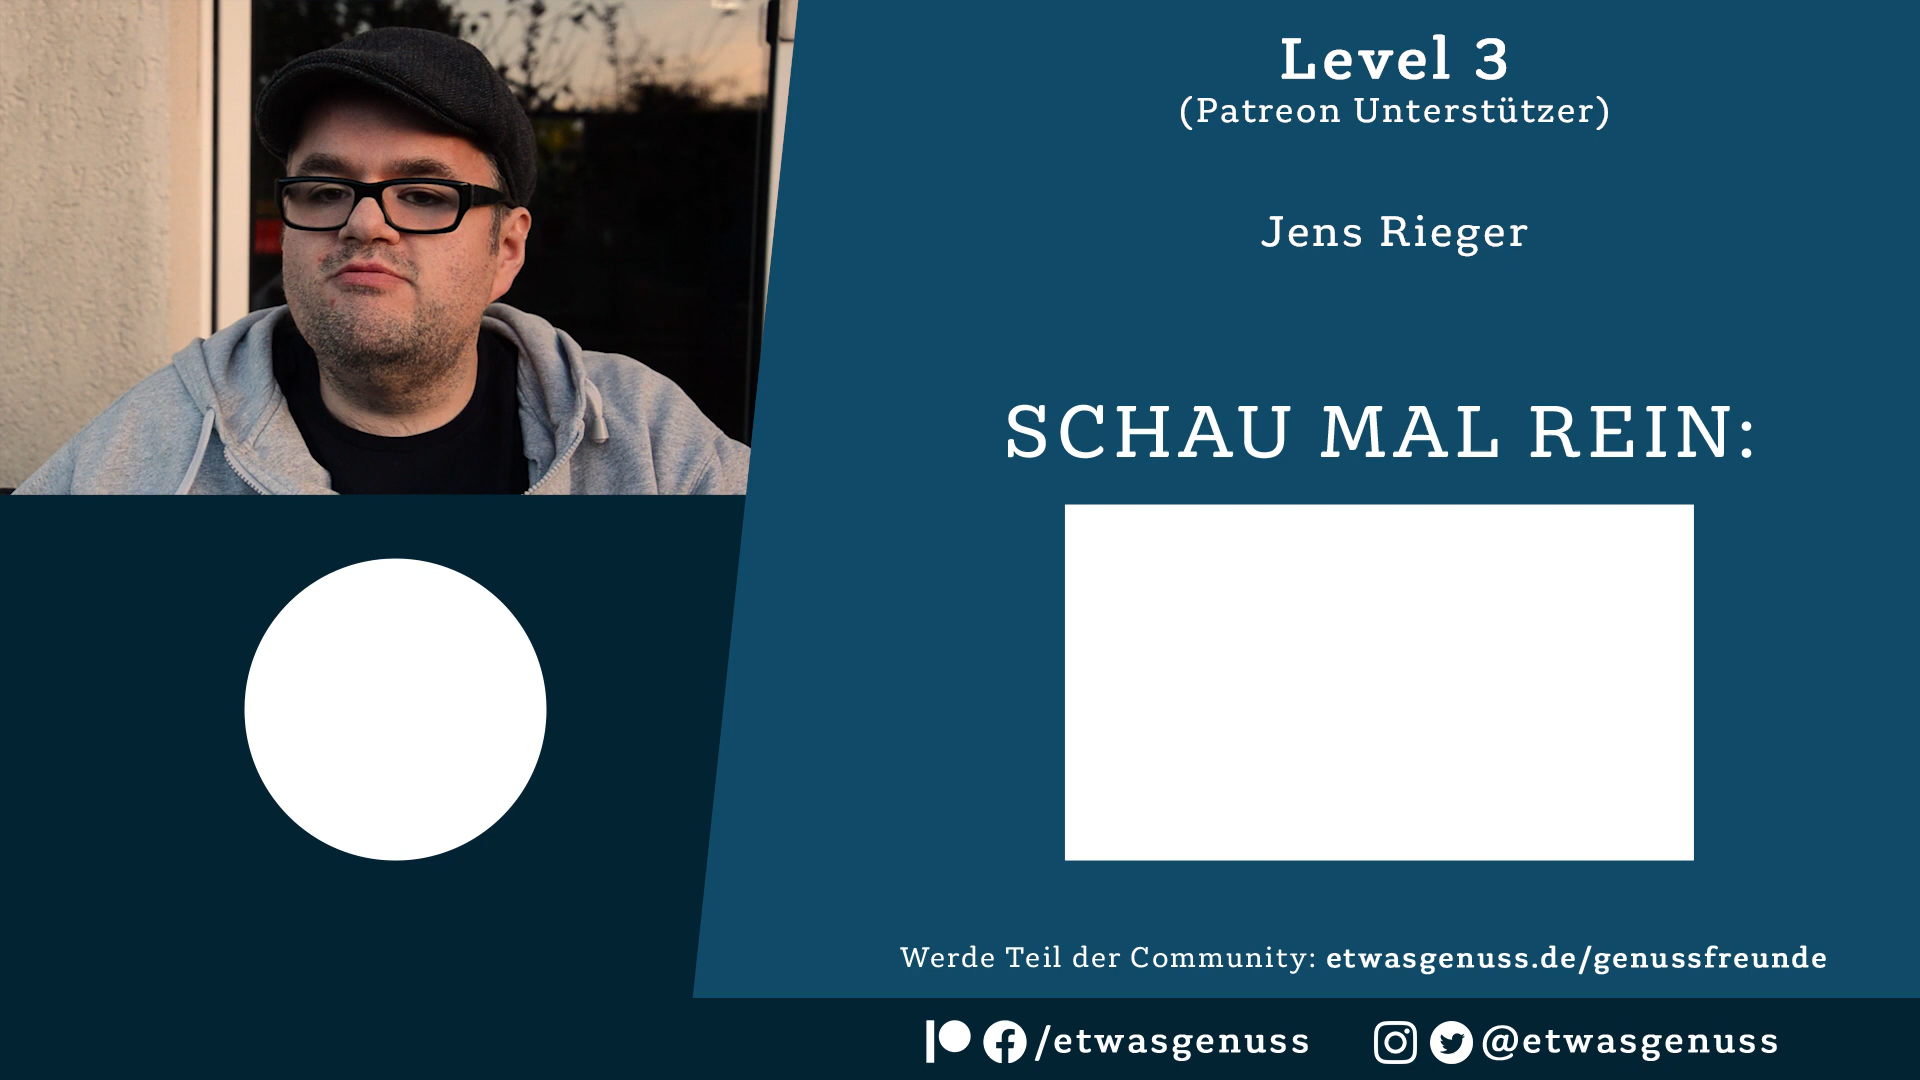 Level 3
(Patreon Unterstützer)
Jens Rieger
SCHAU MAL REIN:
Werde Teil der Community: etwasgenuss.de/genussfreunde
/etwasgenuss @etwasgenuss